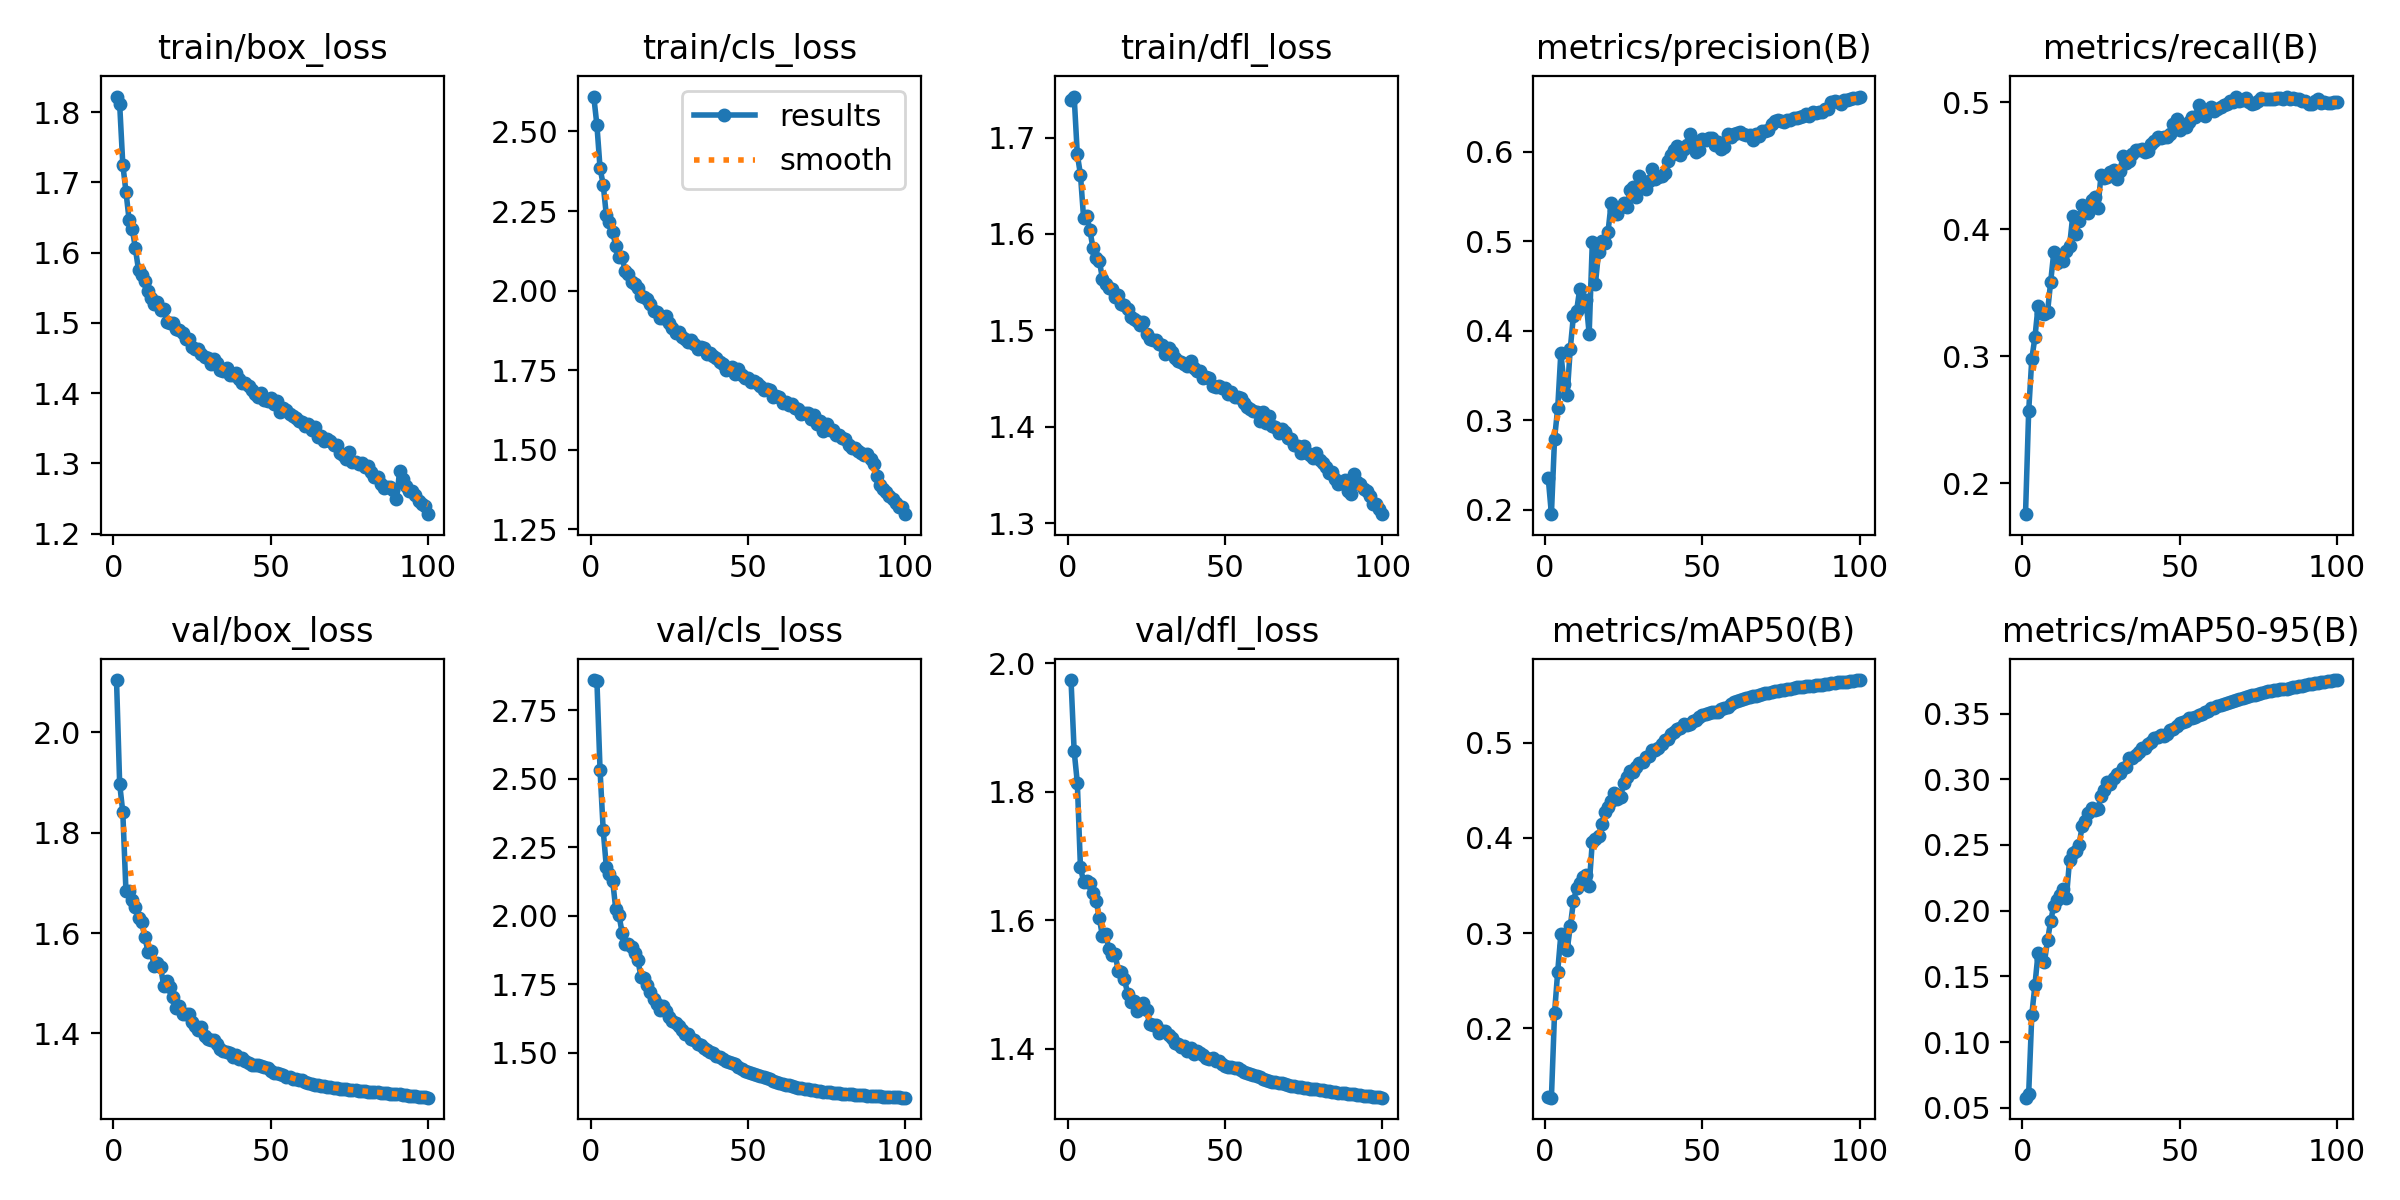 train/box_loss
1.8
1.7
1.6
1.5
1.4
1.3
1.2
0 50 100
train/cls_loss
results
smooth
2.50
2.25
2.00
1.75
1.50
1.25
0 50 100
train/dfl_loss
1.7
1.6
1.5
1.4
1.3
0 50 100
metrics/precision(B)
0.6
0.5
0.4
0.3
0.2
0 50 100
metrics/recall(B)
0.5
0.4
0.3
0.2
0 50 100
val/box_loss
2.0
1.8
1.6
1.4
0 50 100
val/cls_loss
2.75
2.50
2.25
2.00
1.75
1.50
0 50 100
val/dfl_loss
2.0
1.8
1.6
1.4
0 50 100
metrics/mAP50(B)
0.5
0.4
0.3
0.2
0 50 100
metrics/mAP50-95(B)
0.35
0.30
0.25
0.20
0.15
0.10
0.05
0 50 100